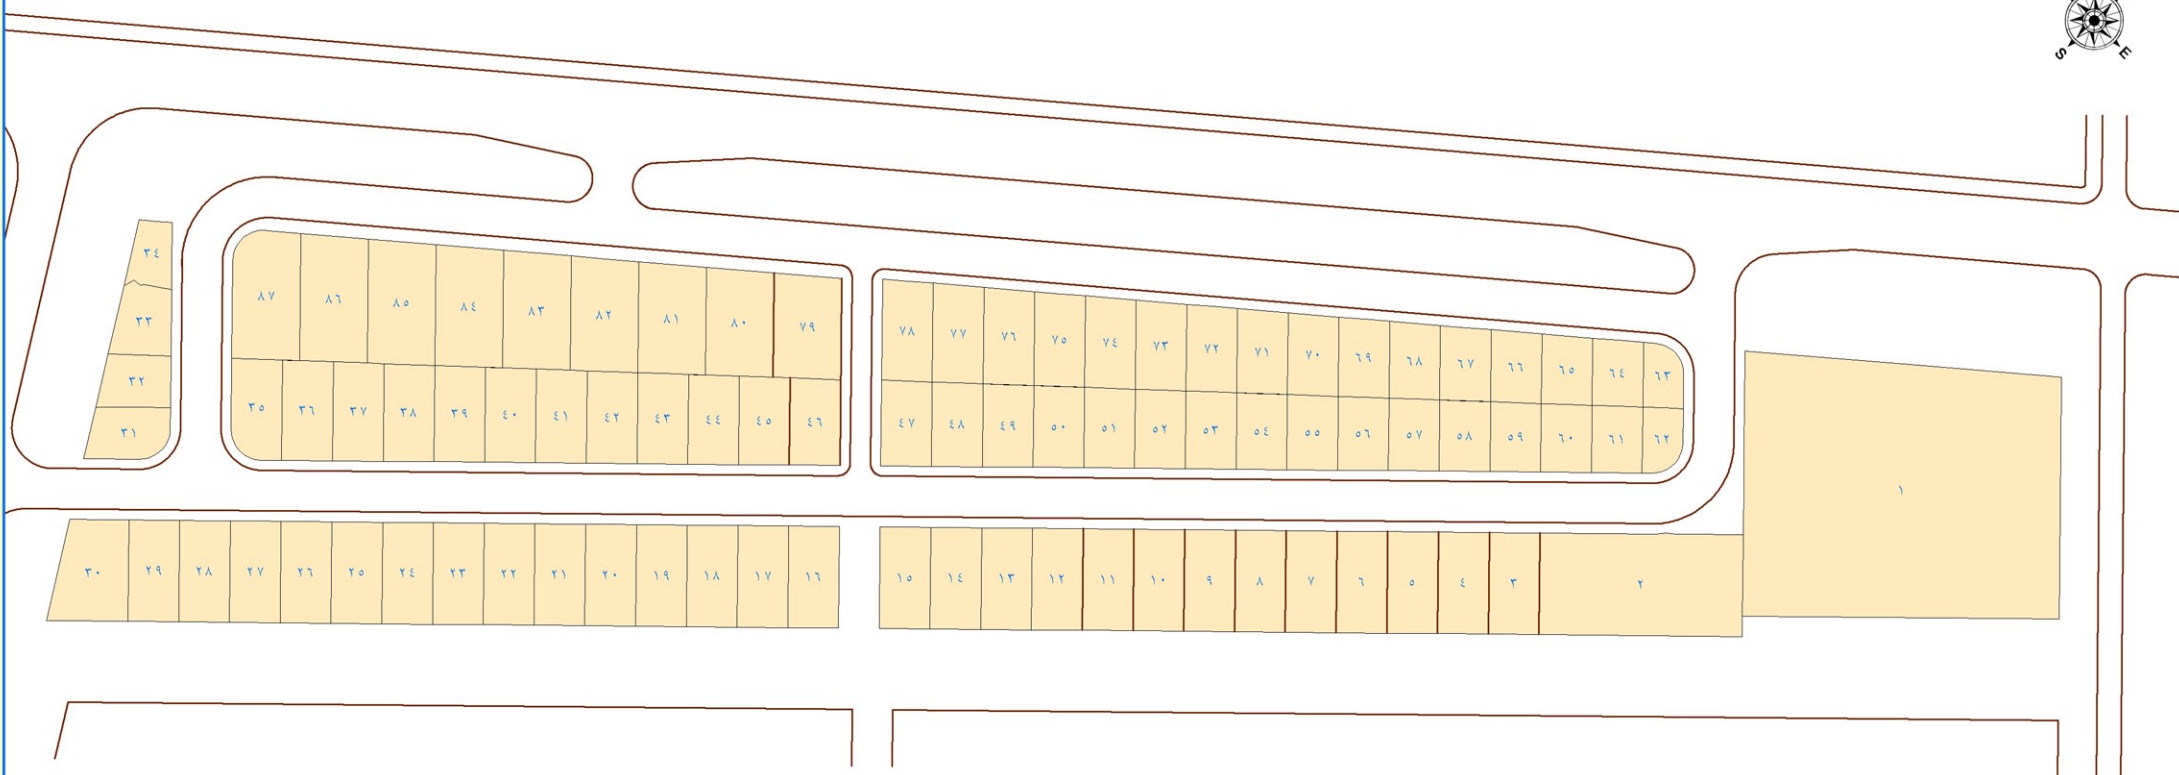 S E
٣٤
٣٣
٣٢
٣١
٨٧ ٨٦ ٨٥ ٨٤ ٨٣ ٨٢ ٨١ ٨٠ ٧٩
٣٥ ٣٦ ٣٧ ٣٨ ٣٩ ٤٠ ٤١ ٤٢ ٤٣ ٤٤ ٤٥ ٤٦
٧٨ ٧٧ ٧٦ ٧٥ ٧٤ ٧٣ ٧٢ ٧١ ٧٠ ٦٩ ٦٨ ٦٧ ٦٦ ٦٥ ٦٤ ٦٣
٤٧ ٤٨ ٤٩ ٥٠ ٥١ ٥٢ ٥٣ ٥٤ ٥٥ ٥٦ ٥٧ ٥٨ ٥٩ ٦٠ ٦١ ٦٢
١
٣٠ ٢٩ ٢٨ ٢٧ ٢٦ ٢٥ ٢٤ ٢٣ ٢٢ ٢١ ٢٠ ١٩ ١٨ ١٧ ١٦
١٥ ١٤ ١٣ ١٢ ١١ ١٠ ٩ ٨ ٧ ٦ ٥ ٤ ٣ ٢